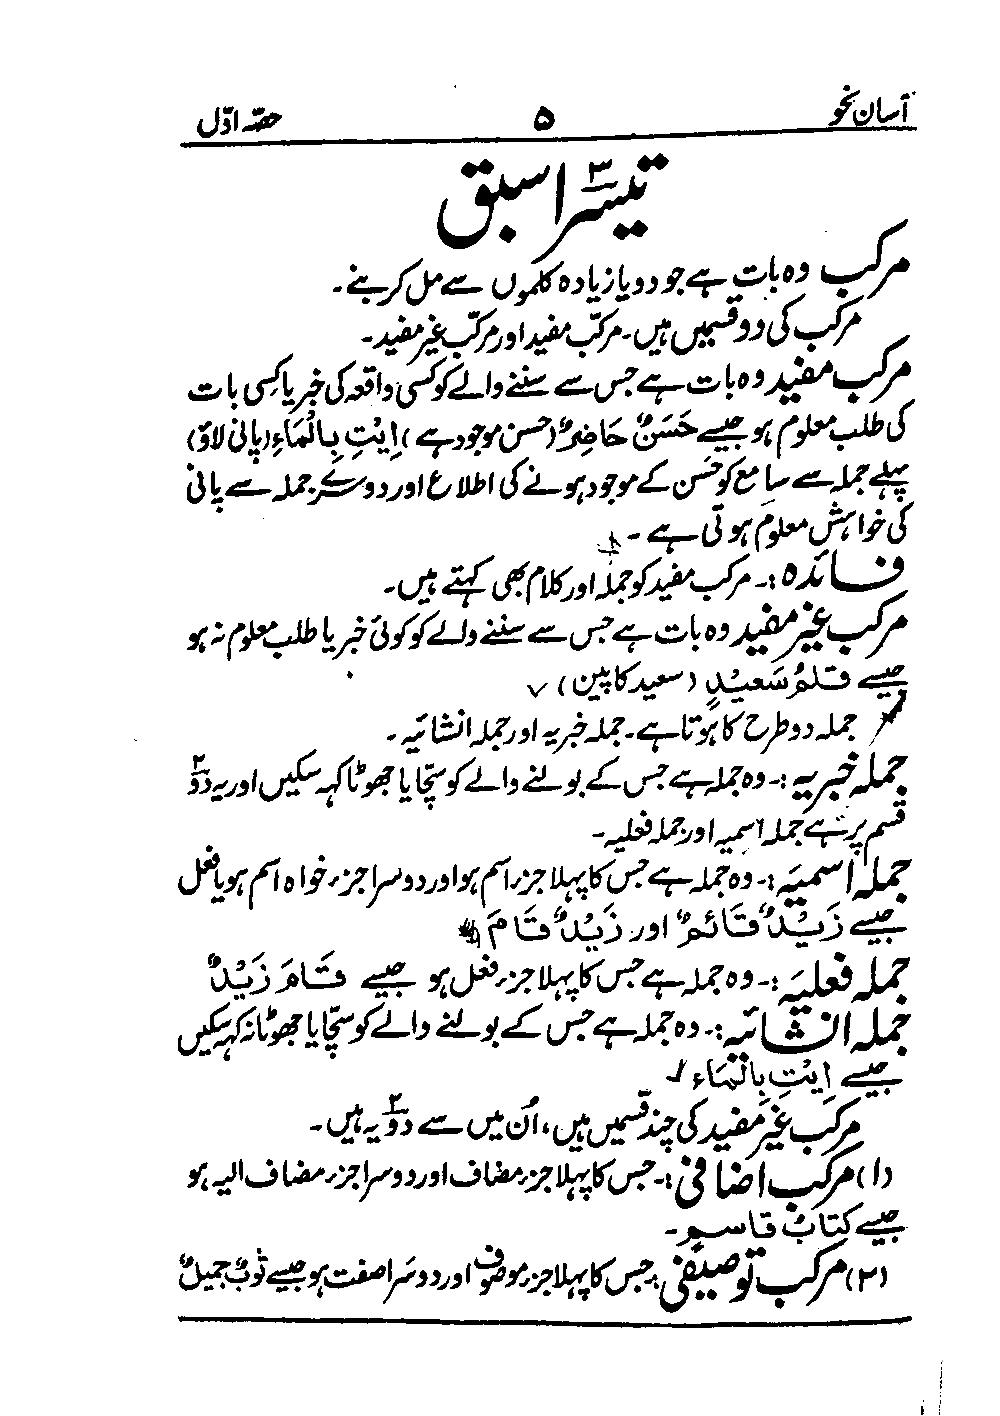 آسان نحو ۵ حصّہ اوّل
تیسرا سبق
مرکب وہ بات ہے جو دو یا زیادہ کلموں سے مل کر بنے۔
مرکب کی دو قسمیں ہیں۔ مرکّب مفید اور مرکّب غیر مفید۔
مرکب مفید وہ بات ہے جس سے سننے والے کو کسی واقعہ کی خبر یا کسی بات
کی طلب معلوم ہو جیسے حَسَنٌ حَاضِرٌ (حسن موجود ہے) اِیْتِ بِالْمَاءِ (پانی لاؤ)
پہلے جملہ سے سامع کو حَسَن کے موجود ہونے کی اطلاع اور دوسرے جملہ سے پانی
کی خواہش معلوم ہوتی ہے۔
فائدہ:۔ مرکب مفید کو جملہ اور کلام بھی کہتے ہیں۔
مرکب غیر مفید وہ بات ہے جس سے سننے والے کو کوئی خبر یا طلب معلوم نہ ہو
جیسے قَلَمُ سَعِیْدٍ (سعید کا پین)
جملہ دو طرح کا ہوتا ہے۔ جملہ خبریہ اور جملہ انشائیہ۔
جملہ خبریہ:۔ وہ جملہ ہے جس کے بولنے والے کو سچّا یا جھوٹا کہہ سکیں اور یہ دوؔ
قسم پر ہے جملہ اسمیہ اور جملہ فعلیہ۔
جملہ اسمیہ:۔ وہ جملہ ہے جس کا پہلا جزء اسم ہو اور دوسرا جزء خواہ اسم ہو یا فعل
جیسے زَیْدٌ قَائِمٌ اور زَیْدٌ قَامَ
جملہ فعلیہ:۔ وہ جملہ ہے جس کا پہلا جزء فعل ہو جیسے قَامَ زَیْدٌ
جملہ انشائیہ:۔ وہ جملہ ہے جس کے بولنے والے کو سچّا یا جھوٹا نہ کہہ سکیں
جیسے اِیْتِ بِالْمَاءِ
مرکب غیر مفید کی چند قسمیں ہیں، اُن میں سے دوؔ یہ ہیں۔
(۱) مرکب اضافی:۔ جس کا پہلا جزء مضاف اور دوسرا جزء مضاف الیہ ہو
جیسے کتابُ قاسمٍ۔
(۲) مرکب توصیفی: جس کا پہلا جزء موصوف اور دوسرا صفت ہو جیسے ثوبٌ جمیلٌ